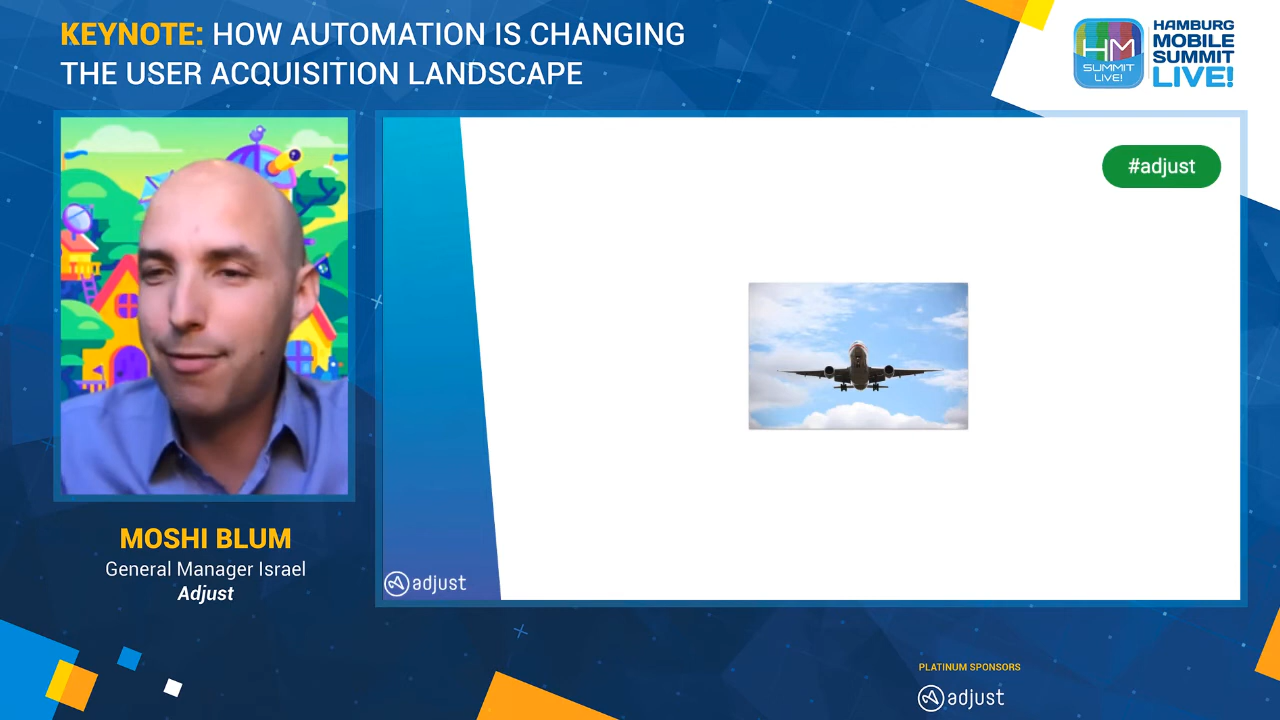 KEYNOTE: HOW AUTOMATION IS CHANGING
THE USER ACQUISITION LANDSCAPE
HM
SUMMIT
LIVE!
HAMBURG
MOBILE
SUMMIT
LIVE!
#adjust
adjust
MOSHI BLUM
General Manager Israel
Adjust
PLATINUM SPONSORS
adjust